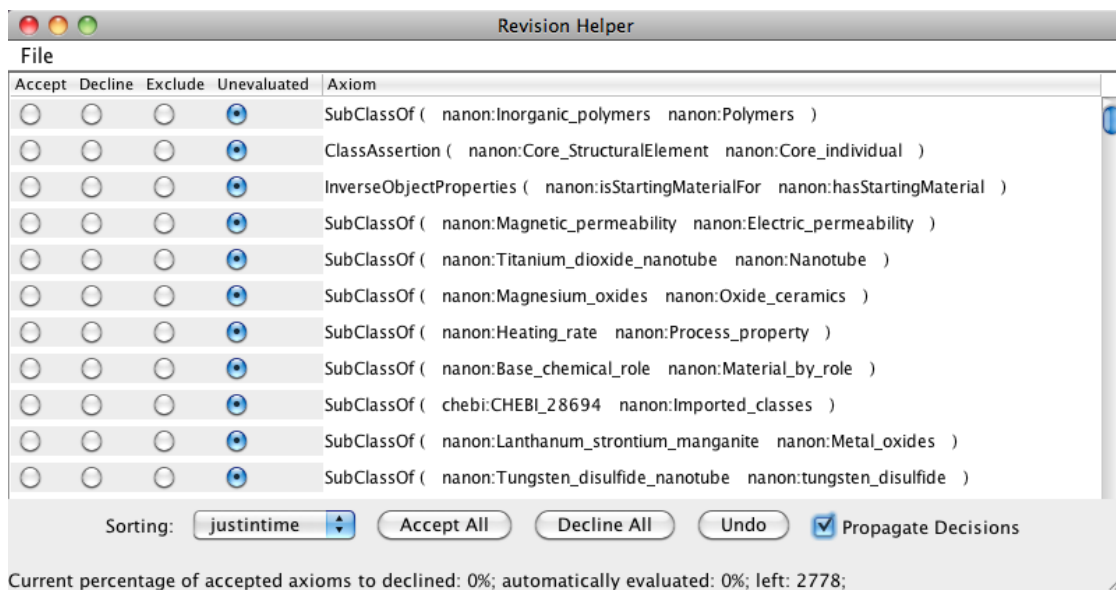 Revision Helper
File
Accept Decline Exclude Unevaluated Axiom
SubClassOf ( nanon:Inorganic_polymers nanon:Polymers )
ClassAssertion ( nanon:Core_StructuralElement nanon:Core_individual )
InverseObjectProperties ( nanon:isStartingMaterialFor nanon:hasStartingMaterial )
SubClassOf ( nanon:Magnetic_permeability nanon:Electric_permeability )
SubClassOf ( nanon:Titanium_dioxide_nanotube nanon:Nanotube )
SubClassOf ( nanon:Magnesium_oxides nanon:Oxide_ceramics )
SubClassOf ( nanon:Heating_rate nanon:Process_property )
SubClassOf ( nanon:Base_chemical_role nanon:Material_by_role )
SubClassOf ( chebi:CHEBI_28694 nanon:Imported_classes )
SubClassOf ( nanon:Lanthanum_strontium_manganite nanon:Metal_oxides )
SubClassOf ( nanon:Tungsten_disulfide_nanotube nanon:tungsten_disulfide )
Sorting: justintime Accept All Decline All Undo Propagate Decisions
Current percentage of accepted axioms to declined: 0%; automatically evaluated: 0%; left: 2778;